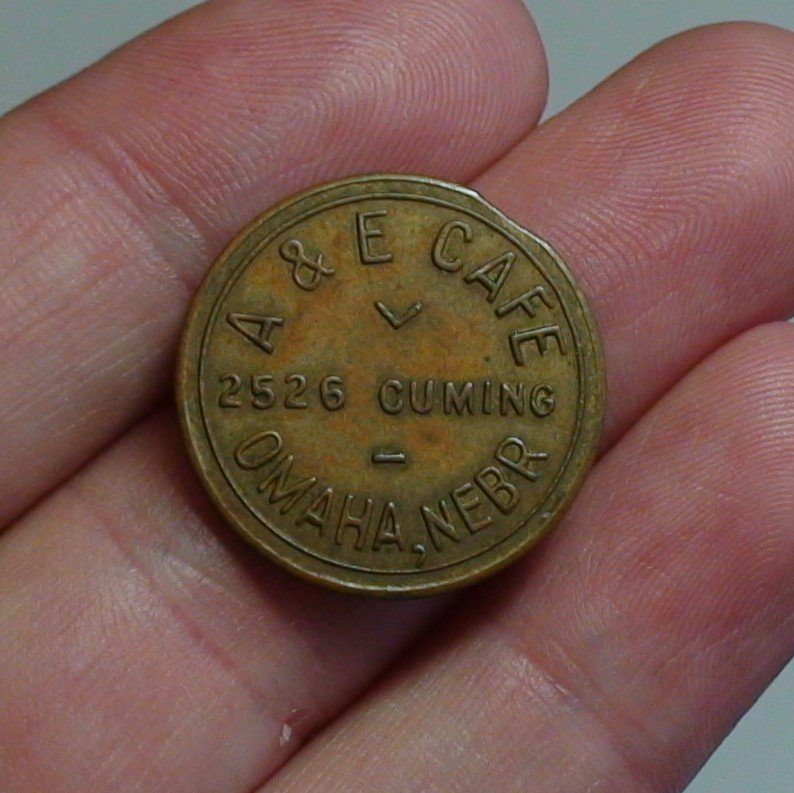 A & E CAFE
2526 CUMING
OMAHA, NEBR